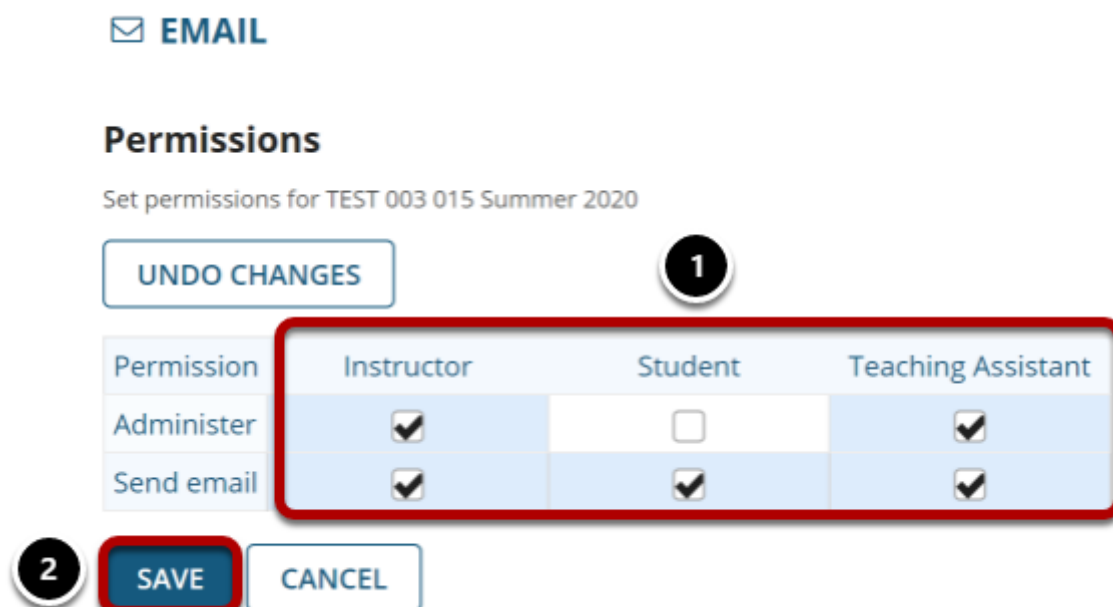 EMAIL
Permissions
Set permissions for TEST 003 015 Summer 2020
UNDO CHANGES
1
Permission Instructor Student Teaching Assistant
Administer
Send email
2 SAVE CANCEL